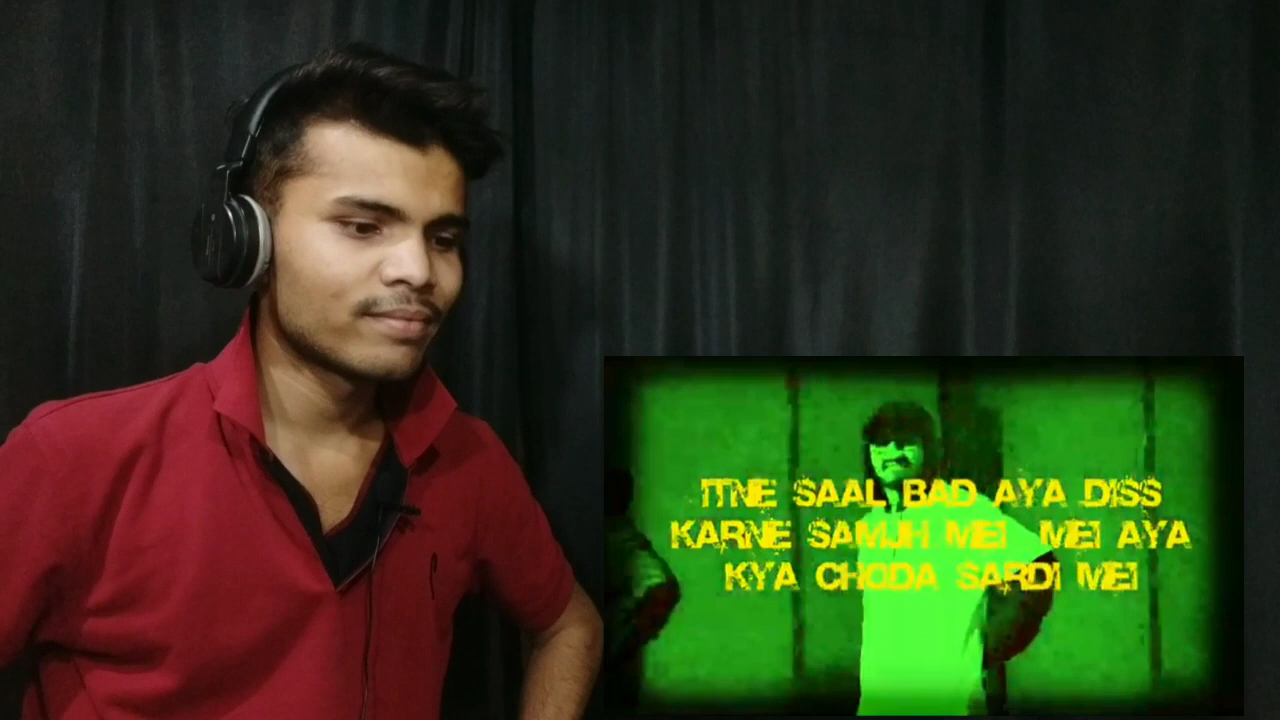 ITNE SAAL BAD AYA DISS
KARNE SAMJH MEI MEI AYA
KYA CHODA SARDI MEI